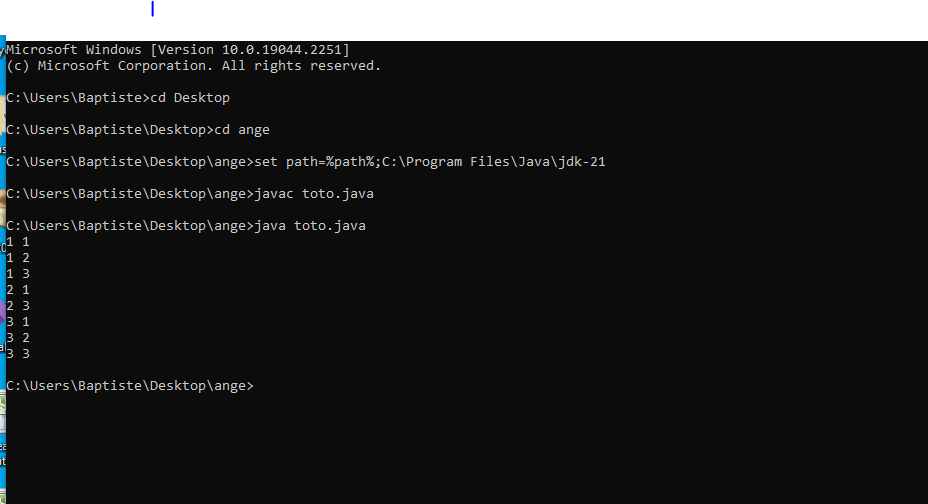 Microsoft Windows [Version 10.0.19044.2251]
(c) Microsoft Corporation. All rights reserved.
C:\Users\Baptiste>cd Desktop
C:\Users\Baptiste\Desktop>cd ange
C:\Users\Baptiste\Desktop\ange>set path=%path%;C:\Program Files\Java\jdk-21
C:\Users\Baptiste\Desktop\ange>javac toto.java
C:\Users\Baptiste\Desktop\ange>java toto.java
1 1
1 2
1 3
2 1
2 3
3 1
3 2
3 3
C:\Users\Baptiste\Desktop\ange>